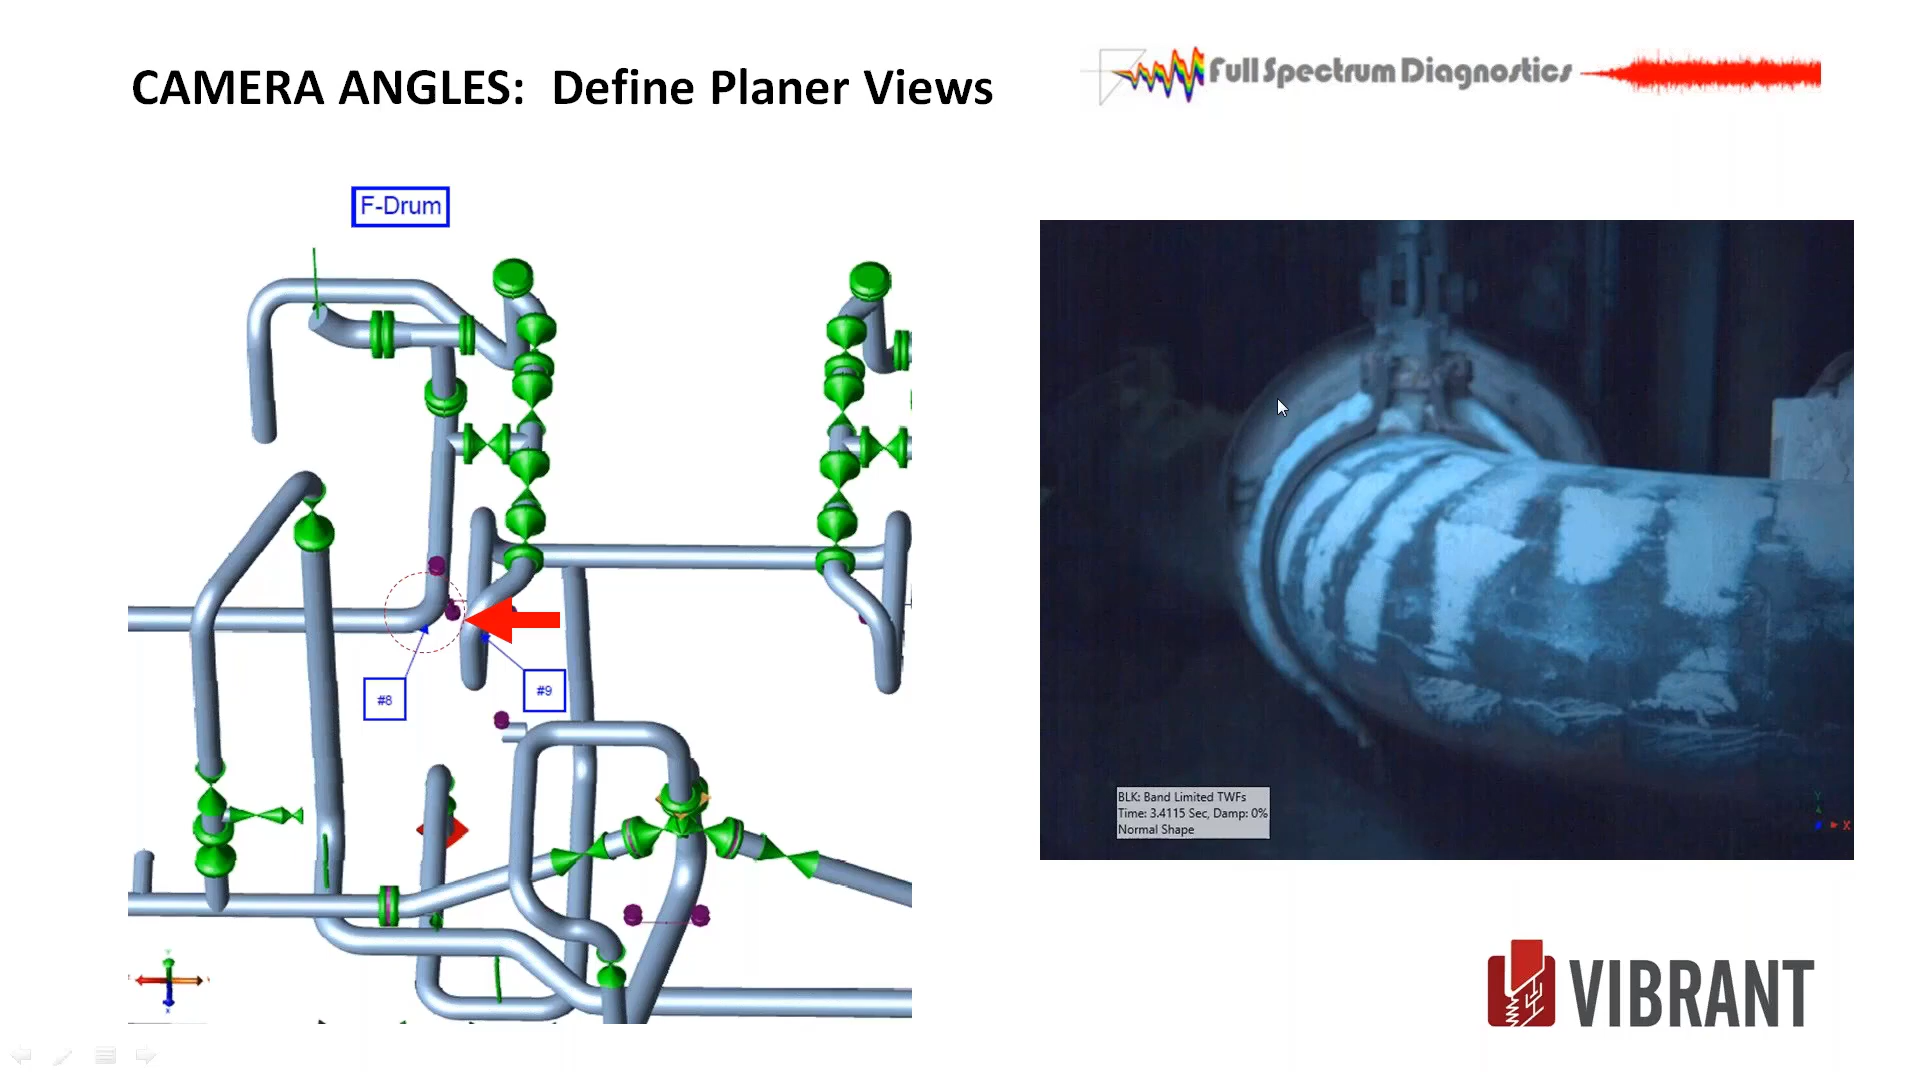 CAMERA ANGLES: Define Planer Views
Full Spectrum Diagnostics
F-Drum
#8
#9
BLK: Band Limited TWFs
Time: 3.4115 Sec, Damp: 0%
Normal Shape
Y
X
VIBRANT